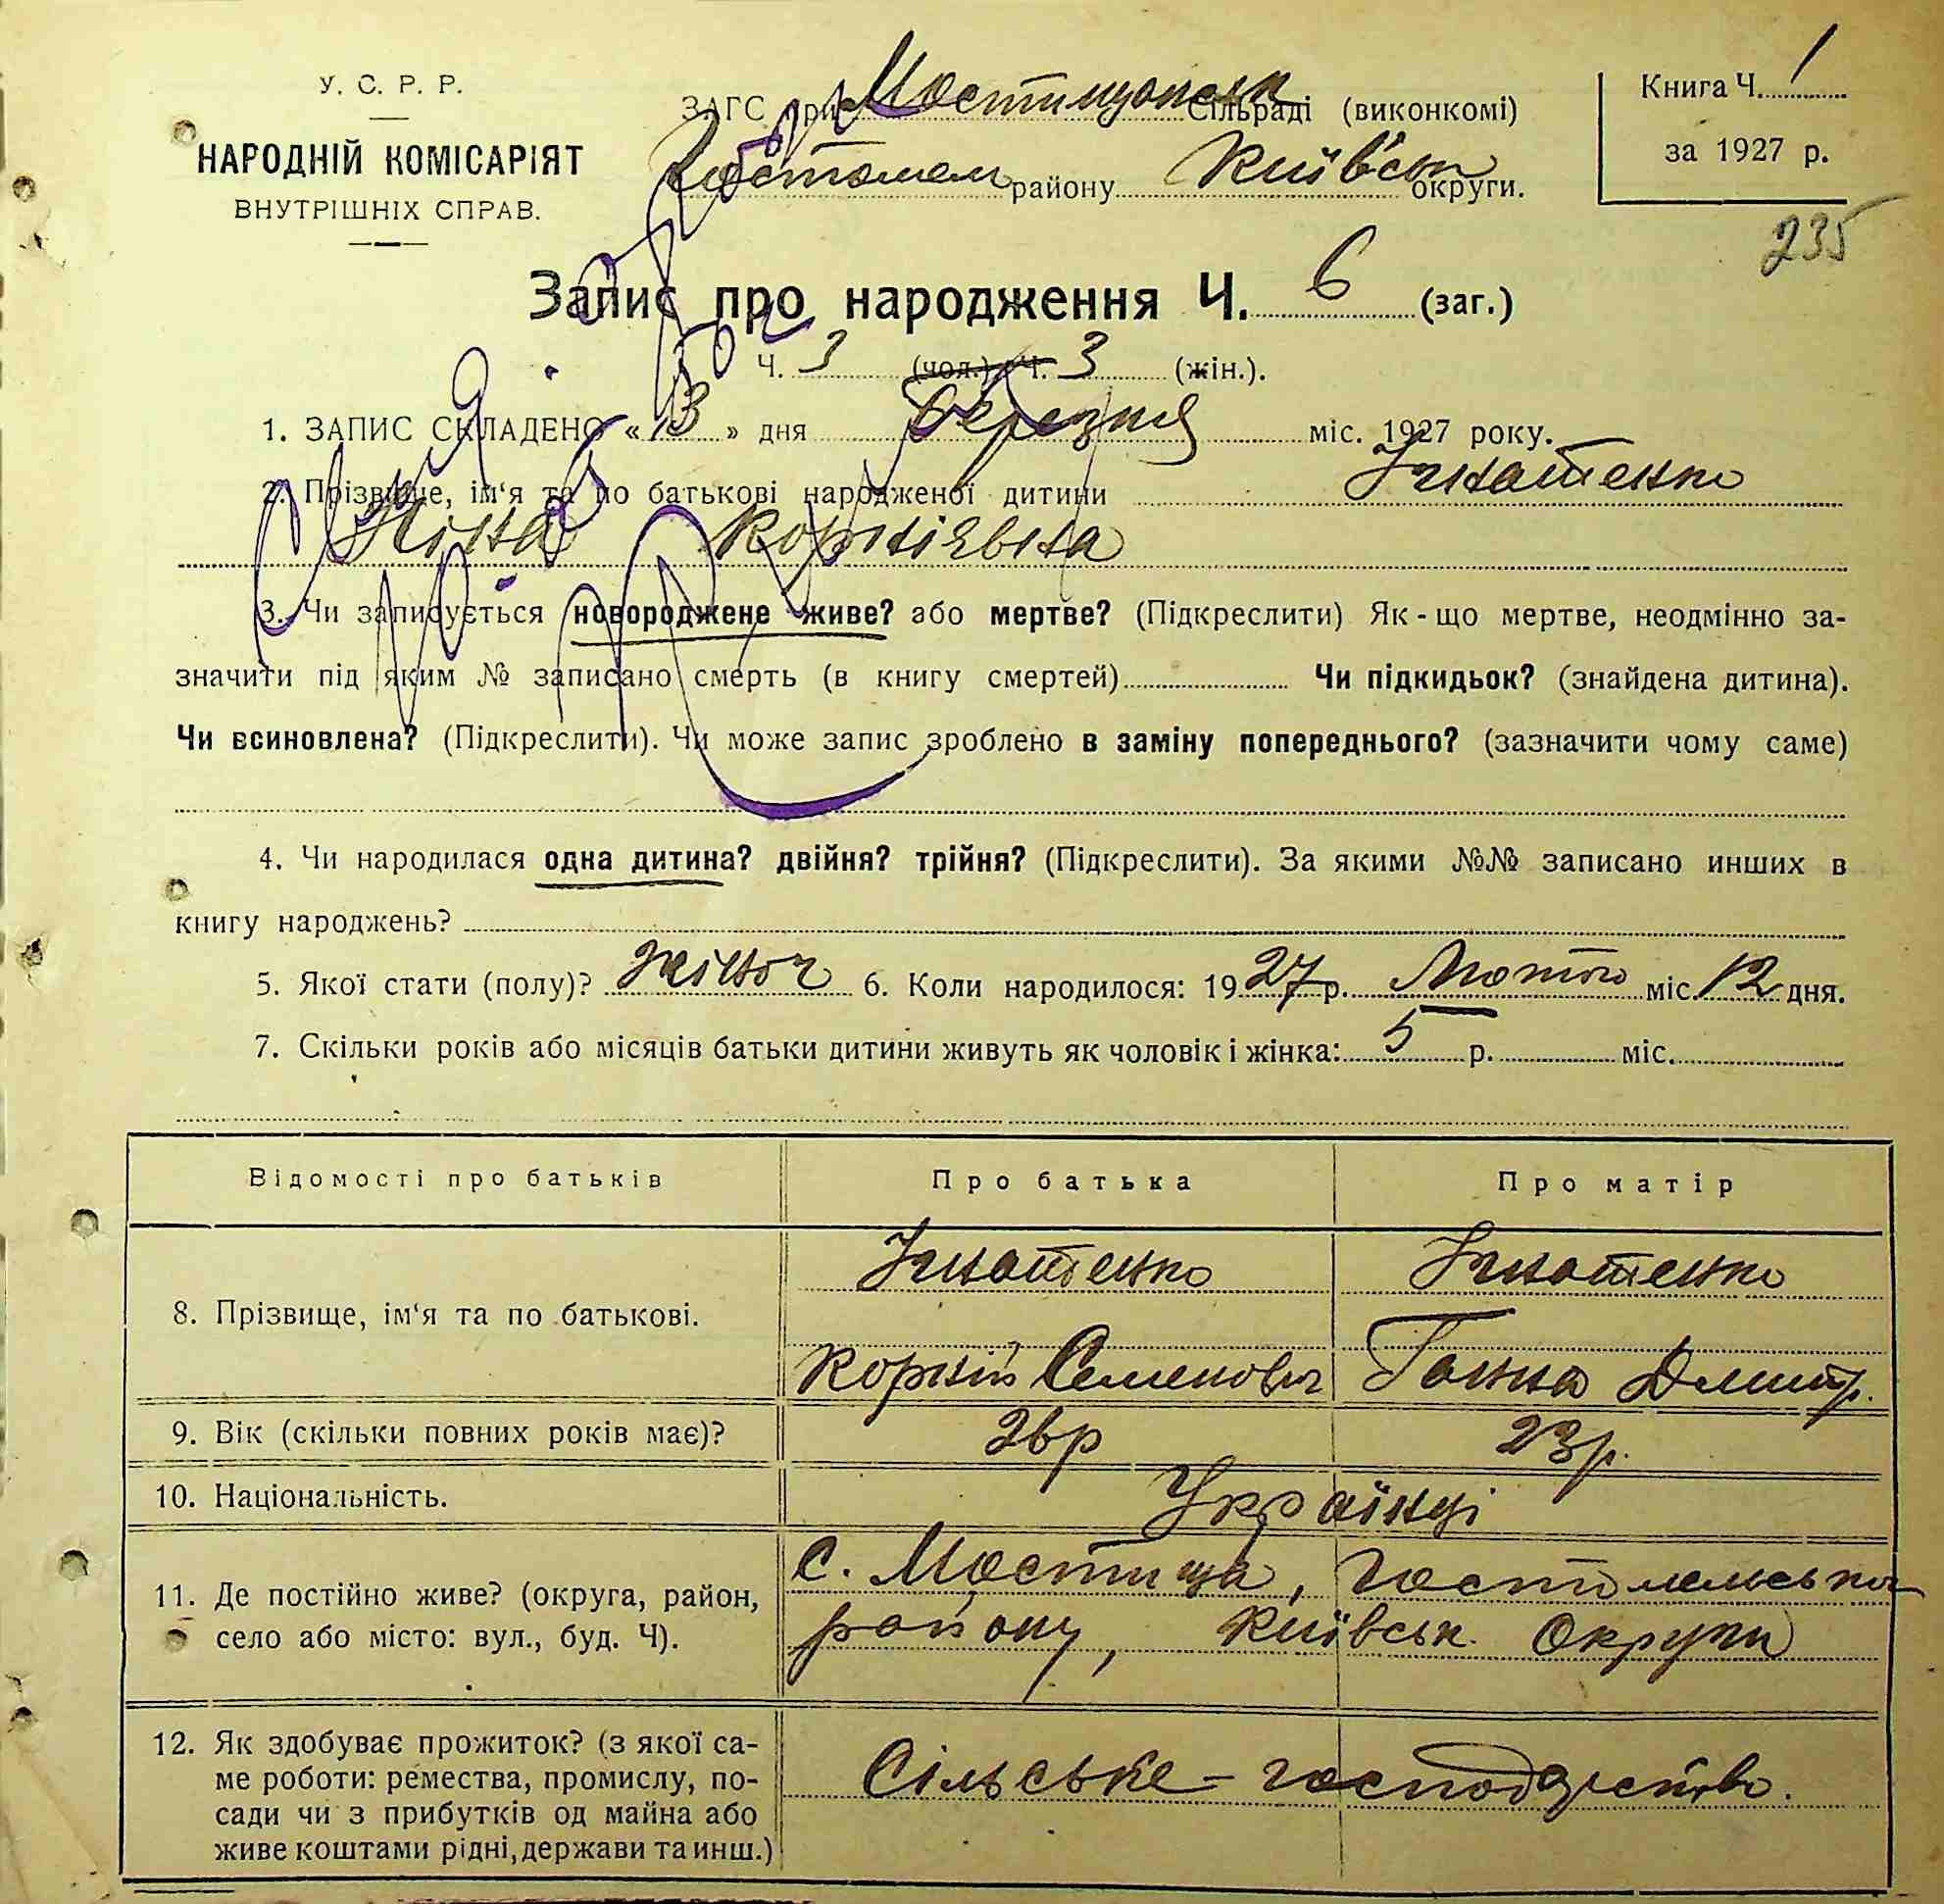 У. С. Р. Р.
НАРОДНІЙ КОМІСАРІЯТ
ВНУТРІШНІХ СПРАВ.
ЗАГС при Мостищанськ Сільраді (виконкомі)
Гостомел району Київськ округи.
Книга Ч. 1
за 1927 р.
235
Запис про народження Ч. 6 (заг.)
Ч. 3 (чол.) Ч. 3 (жін.).
1. ЗАПИС СКЛАДЕНО «13» дня березня міс. 1927 року.
2. Прізвище, ім‘я та по батькові народженої дитини Ігнатенко
Ніна Корніївна
3. Чи записується новороджене живе? або мертве? (Підкреслити) Як-що мертве, неодмінно за-
значити під яким № записано смерть (в книгу смертей) Чи підкидьок? (знайдена дитина).
Чи всиновлена? (Підкреслити). Чи може запис зроблено в заміну попереднього? (зазначити чому саме)
4. Чи народилася одна дитина? двійня? трійня? (Підкреслити). За якими №№ записано инших в
книгу народжень?
5. Якої стати (полу)? жіноч 6. Коли народилося: 1927 р. Лютого міс. 12 дня.
7. Скільки років або місяців батьки дитини живуть як чоловік і жінка: 5 р. міс.
Відомості про батьків Про батька Про матір
8. Прізвище, ім‘я та по батькові.
Ігнатенко Ігнатенко
Корній Семенович Ганна Дмитр.
9. Вік (скільки повних років має)? 26р 23р.
10. Національність. Українці
11. Де постійно живе? (округа, район,
село або місто: вул., буд. Ч).
С. Мостища, Гостомельськ
району, Київськ. Округи
12. Як здобуває прожиток? (з якої са-
ме роботи: ремества, промислу, по-
сади чи з прибутків од майна або
живе коштами рідні, держави та инш.)
Сільське-господарство.